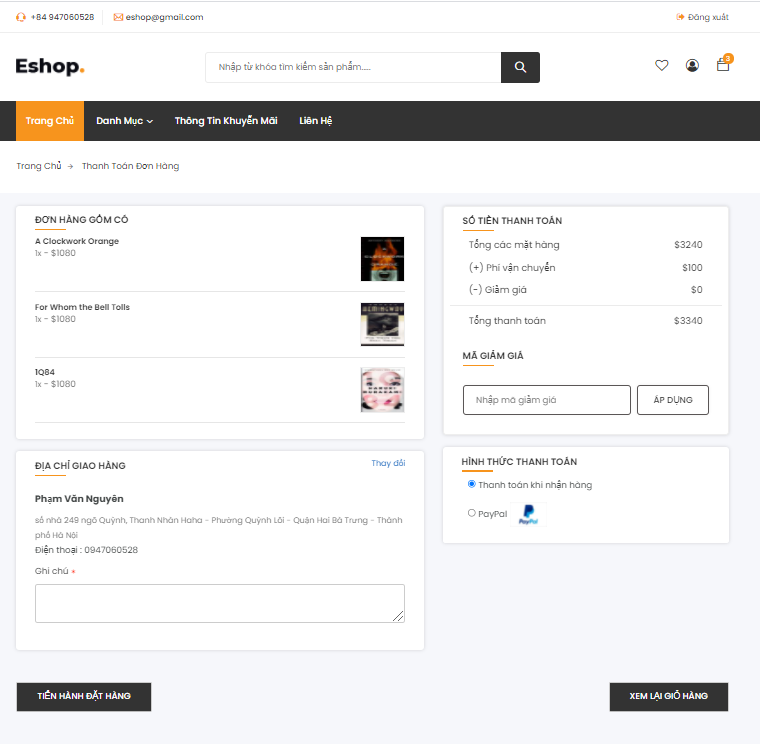 +84 947060528
eshop@gmail.com
Đăng xuất
Eshop.
Nhập từ khóa tìm kiếm sản phẩm.....
3
Trang Chủ
Danh Mục
Thông Tin Khuyến Mãi
Liên Hệ
Trang Chủ → Thanh Toán Đơn Hàng
ĐƠN HÀNG GỒM CÓ
A Clockwork Orange
1x - $1080
For Whom the Bell Tolls
1x - $1080
HEMINGWAY
1Q84
1x - $1080
HARUKI
MURAKAMI
ĐỊA CHỈ GIAO HÀNG
Thay đổi
Phạm Văn Nguyên
số nhà 249 ngõ Quỳnh, Thanh Nhàn Haha - Phường Quỳnh Lôi - Quận Hai Bà Trưng - Thành
phố Hà Nội
Điện thoại : 0947060528
Ghi chú *
TIẾN HÀNH ĐẶT HÀNG
SỐ TIỀN THANH TOÁN
Tổng các mặt hàng $3240
(+) Phí vận chuyển $100
(-) Giảm giá $0
Tổng thanh toán $3340
MÃ GIẢM GIÁ
Nhập mã giảm giá
ÁP DỤNG
HÌNH THỨC THANH TOÁN
Thanh toán khi nhận hàng
PayPal
PayPal
XEM LẠI GIỎ HÀNG